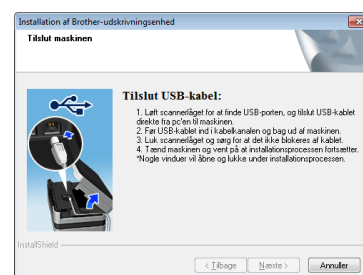 Installation af Brother-udskrivningsenhed
Tilslut maskinen
Tilslut USB-kabel:
1. Løft scannerlåget for at finde USB-porten, og tilslut USB-kablet
direkte fra pc'en til maskinen.
2. Før USB-kablet ind i kabelkanalen og bag ud af maskinen.
3. Luk scannerlåget og sørg for at det ikke blokeres af kablet.
4. Tænd maskinen og vent på at installationsprocessen fortsætter.
*Nogle vinduer vil åbne og lukke under installationsprocessen.
InstallShield
< Tilbage
Næste >
Annuller